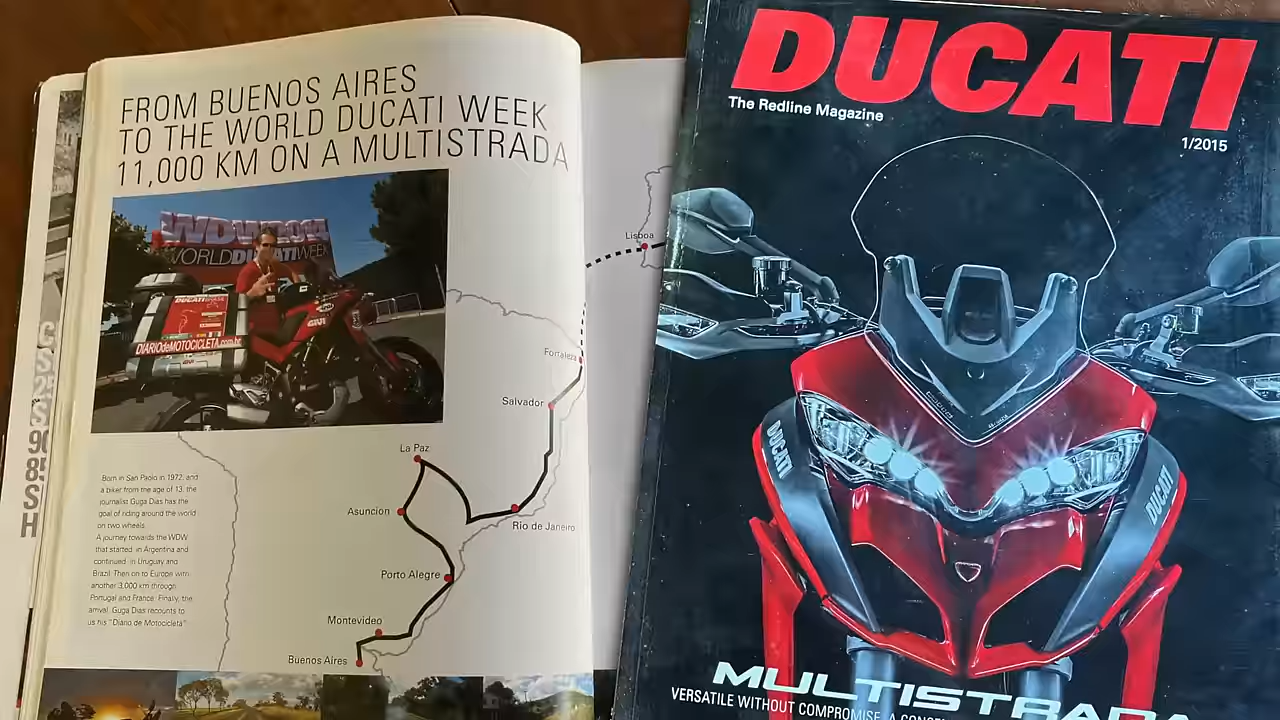 FROM BUENOS AIRES
TO THE WORLD DUCATI WEEK
11,000 KM ON A MULTISTRADA
WDW2014
WORLDDUCATIWEEK
DIARIOdeMOTOCICLETA.com.br
GIVI
Born in San Paolo in 1972, and
a biker from the age of 13, the
journalist Guga Dias has the
goal of riding around the world
on two wheels.
A journey towards the WDW
that started in Argentina and
continued in Uruguay and
Brazil. Then on to Europe with
another 3,000 km through
Portugal and France. Finally, the
arrival. Guga Dias recounts to
us his "Diario de Motocicleta"
Lisboa
Fortaleza
Salvador
La Paz
Asuncion
Rio de Janeiro
Porto Alegre
Montevideo
Buenos Aires
DUCATI
The Redline Magazine
1/2015
DUCATI
DUCATI
MULTISTRADA
VERSATILE WITHOUT COMPROMISE. A